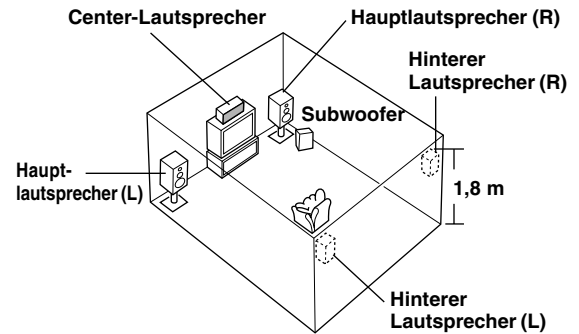 Center-Lautsprecher
Hauptlautsprecher (R)
Hinterer
Lautsprecher (R)
Subwoofer
Haupt-
lautsprecher (L)
1,8 m
Hinterer
Lautsprecher (L)